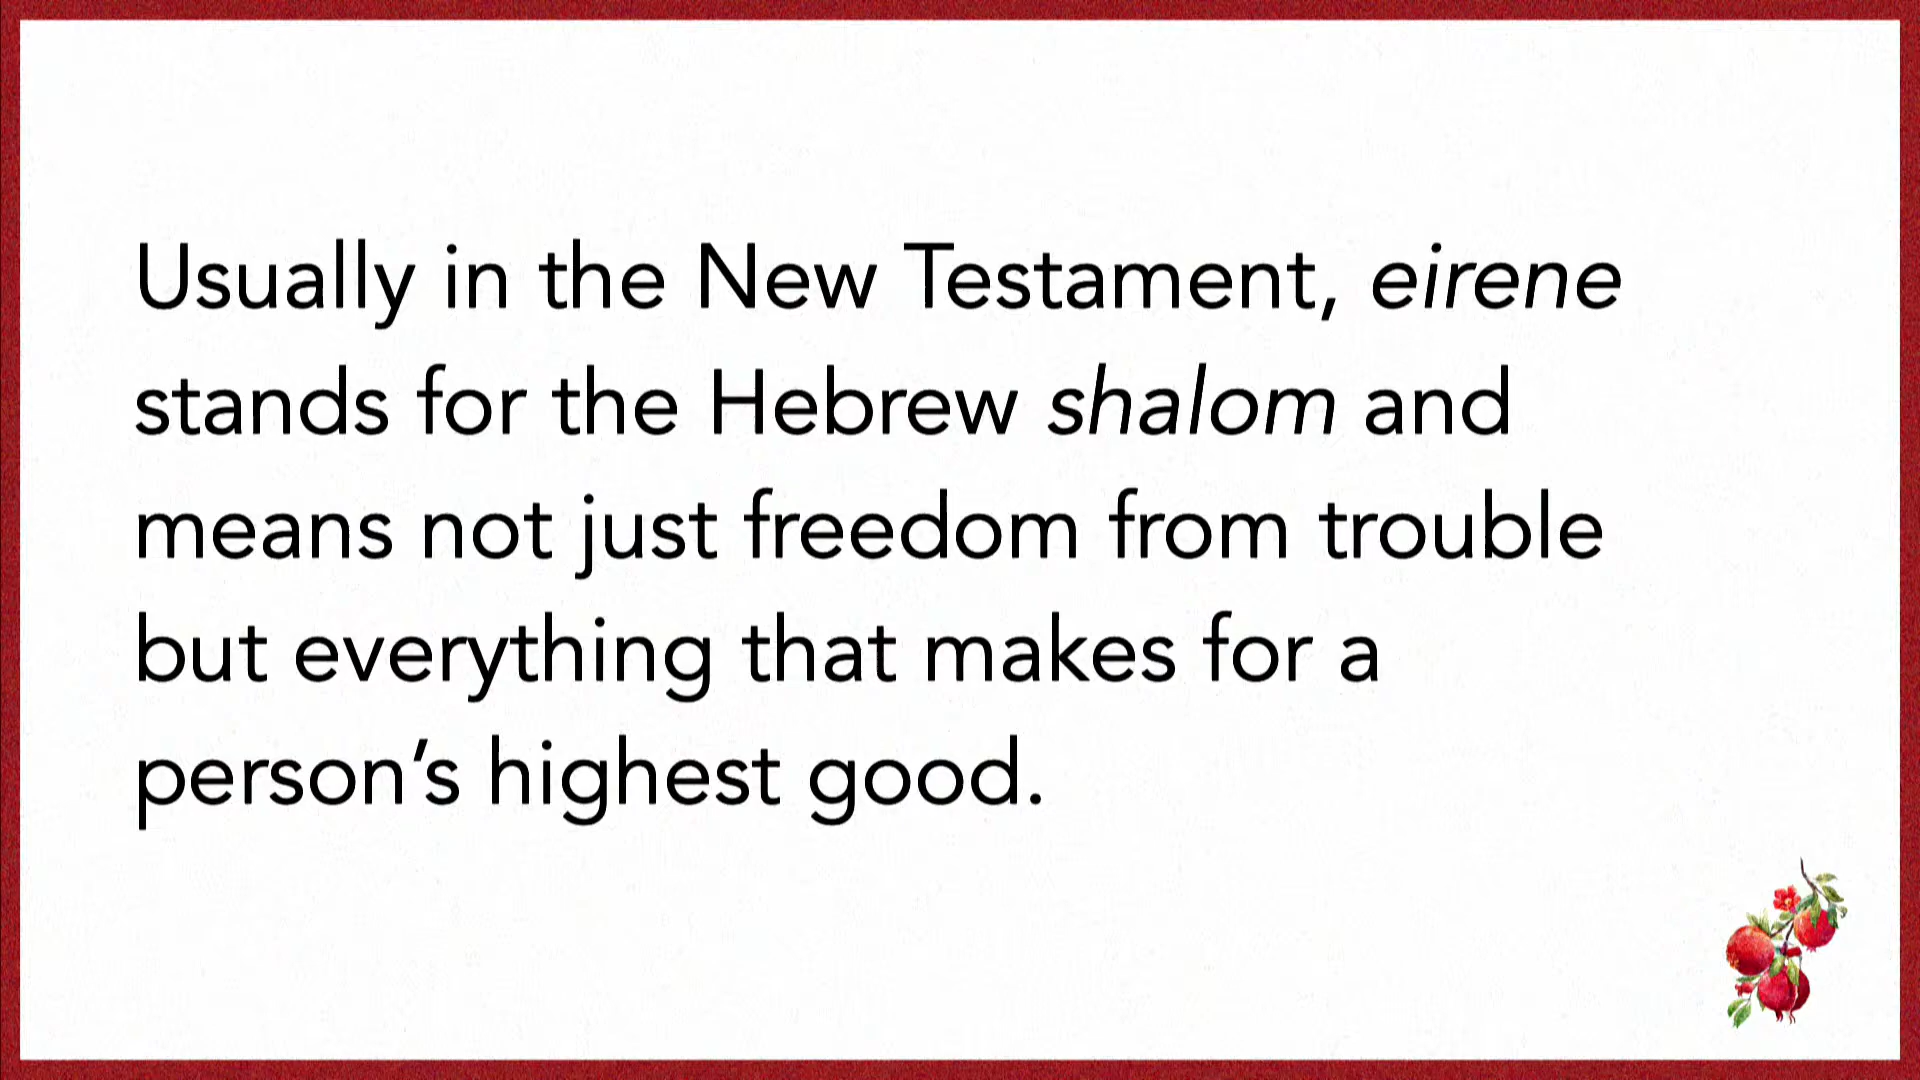 Usually in the New Testament, eirene
stands for the Hebrew shalom and
means not just freedom from trouble
but everything that makes for a
person’s highest good.